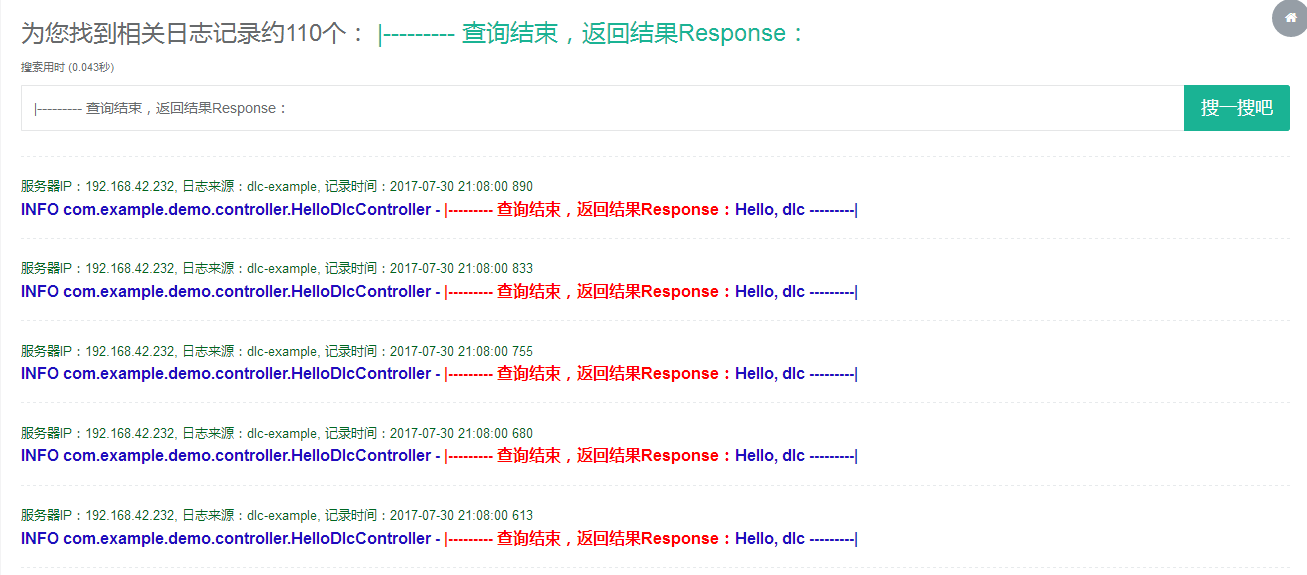 为您找到相关日志记录约110个： |--------- 查询结束，返回结果Response：
搜索用时 (0.043秒)
|--------- 查询结束，返回结果Response： 搜一搜吧
服务器IP：192.168.42.232, 日志来源：dlc-example, 记录时间：2017-07-30 21:08:00 890
INFO com.example.demo.controller.HelloDlcController - |--------- 查询结束，返回结果Response：Hello, dlc ---------|
服务器IP：192.168.42.232, 日志来源：dlc-example, 记录时间：2017-07-30 21:08:00 833
INFO com.example.demo.controller.HelloDlcController - |--------- 查询结束，返回结果Response：Hello, dlc ---------|
服务器IP：192.168.42.232, 日志来源：dlc-example, 记录时间：2017-07-30 21:08:00 755
INFO com.example.demo.controller.HelloDlcController - |--------- 查询结束，返回结果Response：Hello, dlc ---------|
服务器IP：192.168.42.232, 日志来源：dlc-example, 记录时间：2017-07-30 21:08:00 680
INFO com.example.demo.controller.HelloDlcController - |--------- 查询结束，返回结果Response：Hello, dlc ---------|
服务器IP：192.168.42.232, 日志来源：dlc-example, 记录时间：2017-07-30 21:08:00 613
INFO com.example.demo.controller.HelloDlcController - |--------- 查询结束，返回结果Response：Hello, dlc ---------|